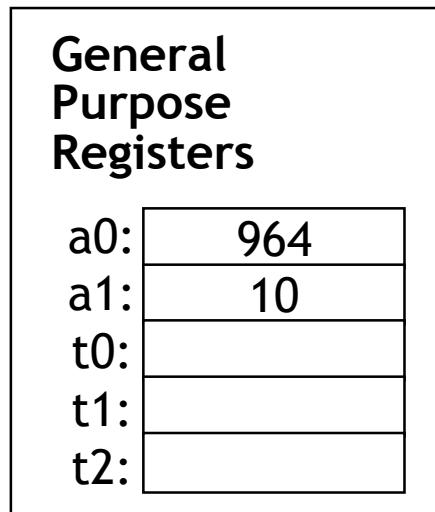 General
Purpose
Registers
a0: 964
a1: 10
t0:
t1:
t2: